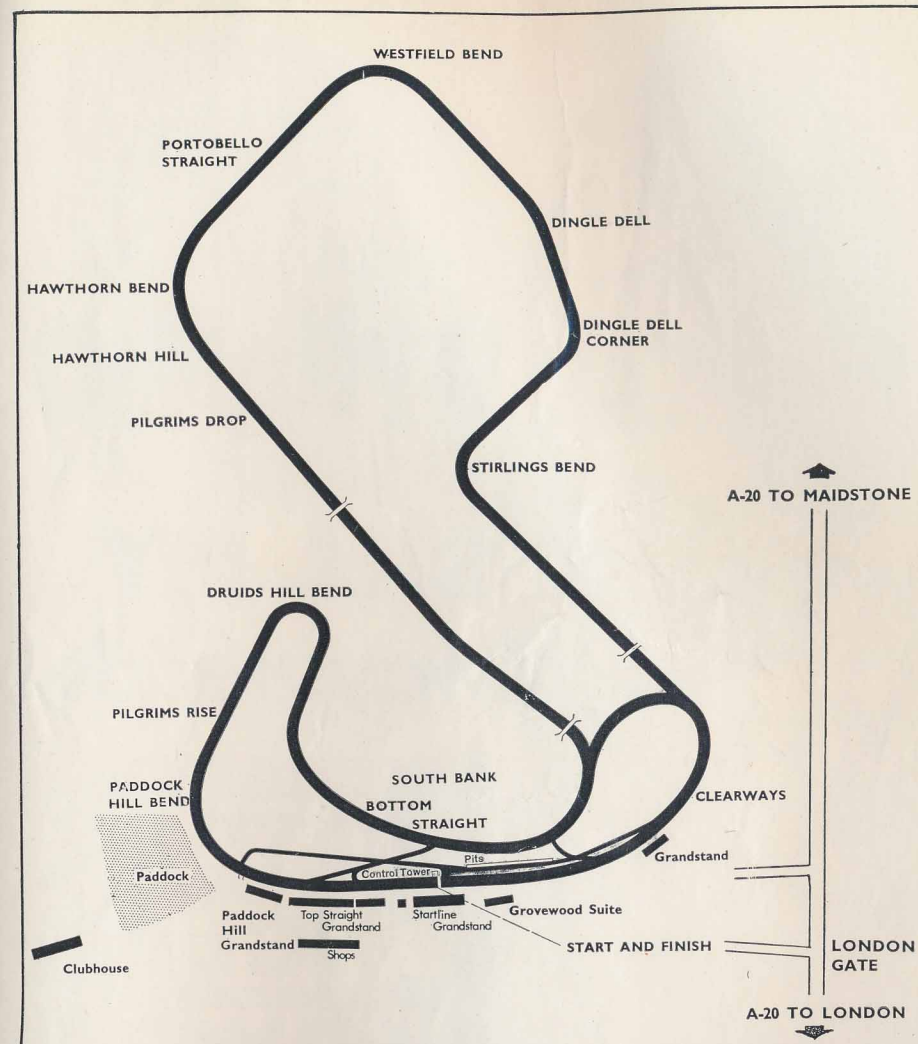 WESTFIELD BEND
PORTOBELLO
STRAIGHT
DINGLE DELL
HAWTHORN BEND
DINGLE DELL
CORNER
HAWTHORN HILL
PILGRIMS DROP
STIRLINGS BEND
A-20 TO MAIDSTONE
DRUIDS HILL BEND
PILGRIMS RISE
SOUTH BANK
PADDOCK
HILL BEND
BOTTOM
STRAIGHT
CLEARWAYS
Pits
Grandstand
Control Tower
Paddock
Paddock
Hill
Grandstand
Top Straight
Grandstand
Startline
Grandstand
Grovewood Suite
Shops
START AND FINISH
LONDON
GATE
Clubhouse
A-20 TO LONDON